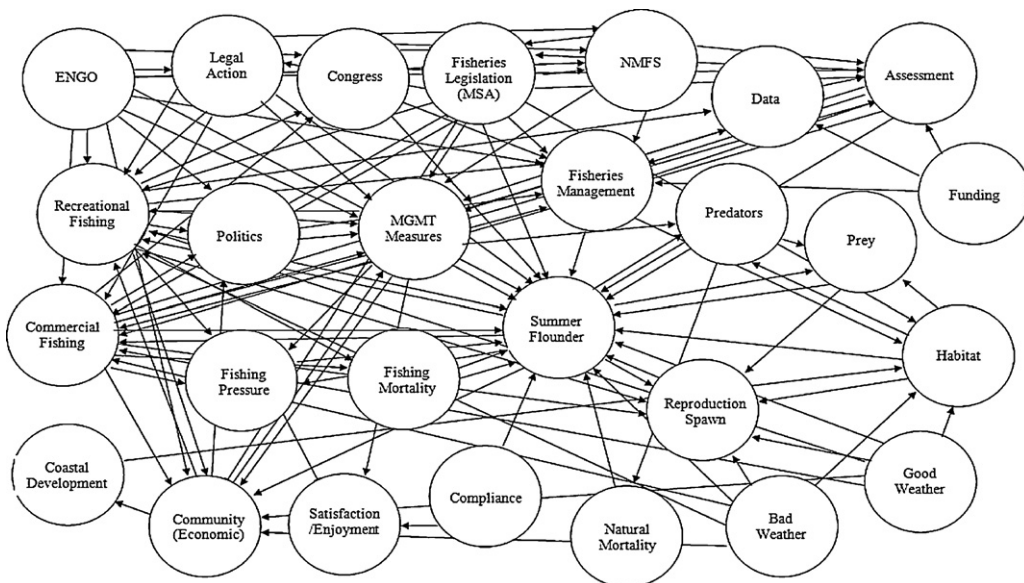 ENGO
Legal
Action
Congress
Fisheries
Legislation
(MSA)
NMFS
Data
Assessment
Recreational
Fishing
Politics
MGMT
Measures
Fisheries
Management
Predators
Prey
Funding
Commercial
Fishing
Fishing
Pressure
Fishing
Mortality
Summer
Flounder
Reproduction
Spawn
Habitat
Coastal
Development
Community
(Economic)
Satisfaction
/Enjoyment
Compliance
Natural
Mortality
Bad
Weather
Good
Weather